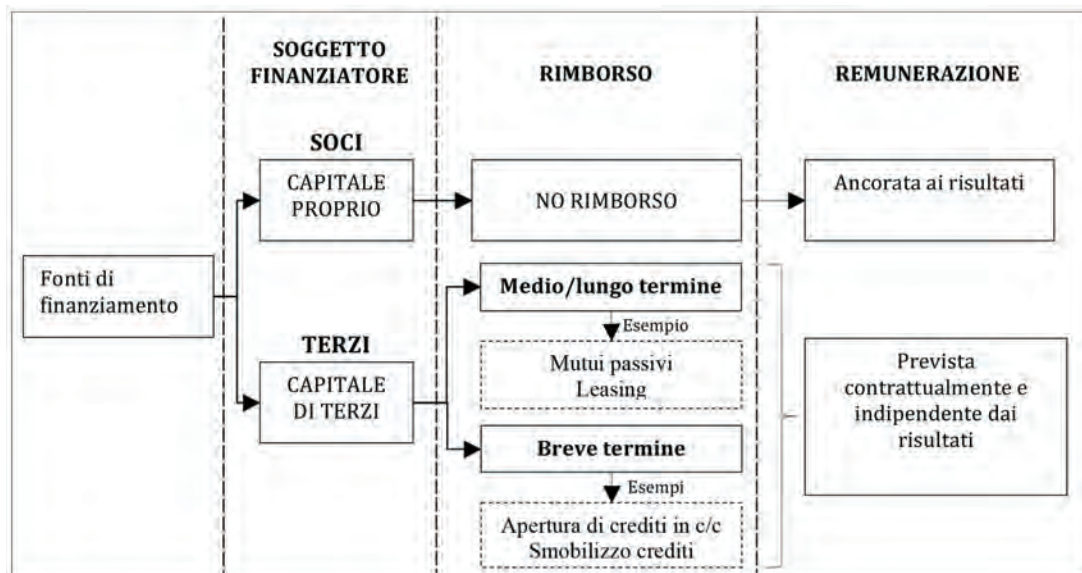 SOGGETTO
FINANZIATORE
RIMBORSO
REMUNERAZIONE
SOCI
CAPITALE
PROPRIO
NO RIMBORSO
Ancorata ai risultati
Fonti di
finanziamento
Medio/lungo termine
Esempio
Mutui passivi
Leasing
TERZI
CAPITALE
DI TERZI
Breve termine
Esempi
Apertura di crediti in c/c
Smobilizzo crediti
Prevista
contrattualmente e
indipendente dai
risultati